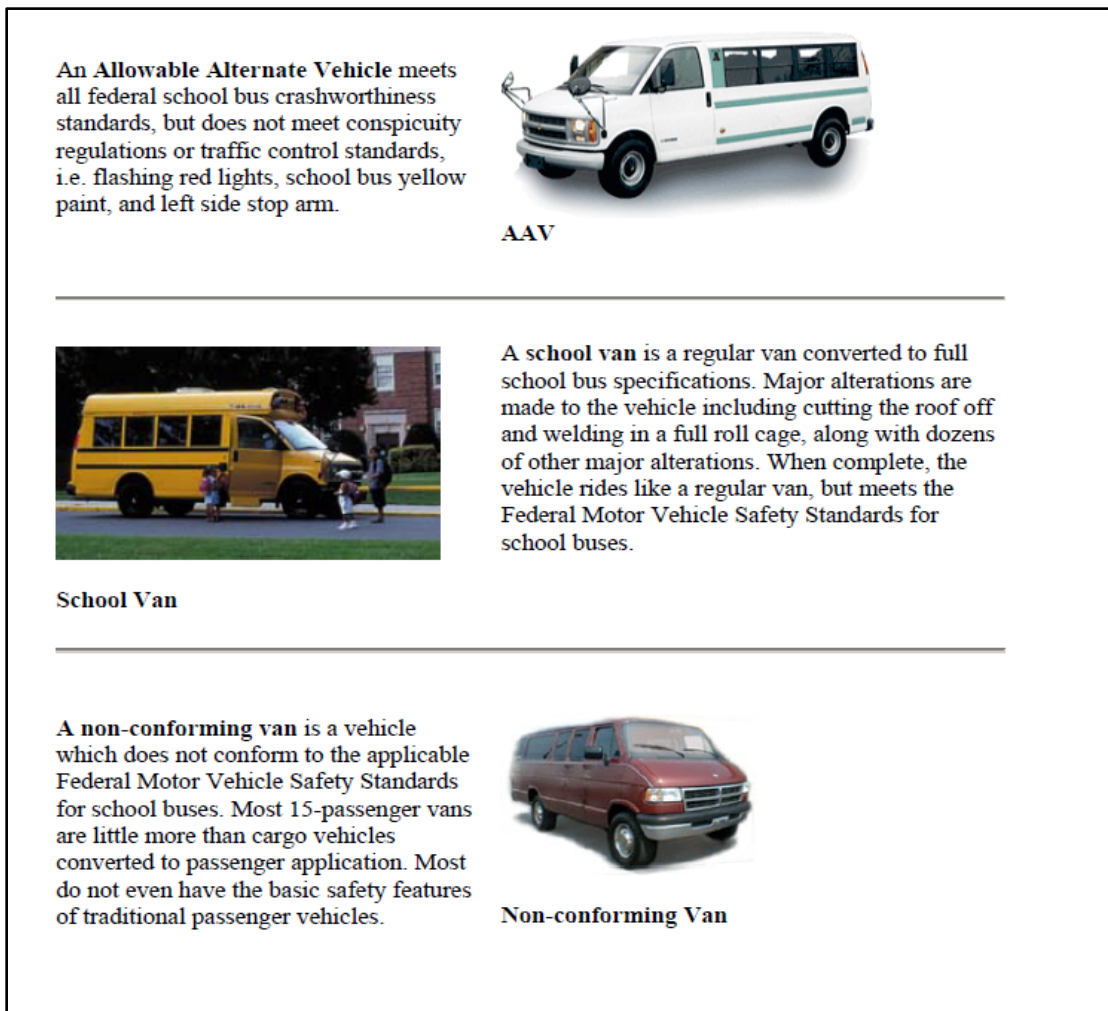 An Allowable Alternate Vehicle meets
all federal school bus crashworthiness
standards, but does not meet conspicuity
regulations or traffic control standards,
i.e. flashing red lights, school bus yellow
paint, and left side stop arm.
AAV
A school van is a regular van converted to full
school bus specifications. Major alterations are
made to the vehicle including cutting the roof off
and welding in a full roll cage, along with dozens
of other major alterations. When complete, the
vehicle rides like a regular van, but meets the
Federal Motor Vehicle Safety Standards for
school buses.
School Van
A non-conforming van is a vehicle
which does not conform to the applicable
Federal Motor Vehicle Safety Standards
for school buses. Most 15-passenger vans
are little more than cargo vehicles
converted to passenger application. Most
do not even have the basic safety features
of traditional passenger vehicles.
Non-conforming Van